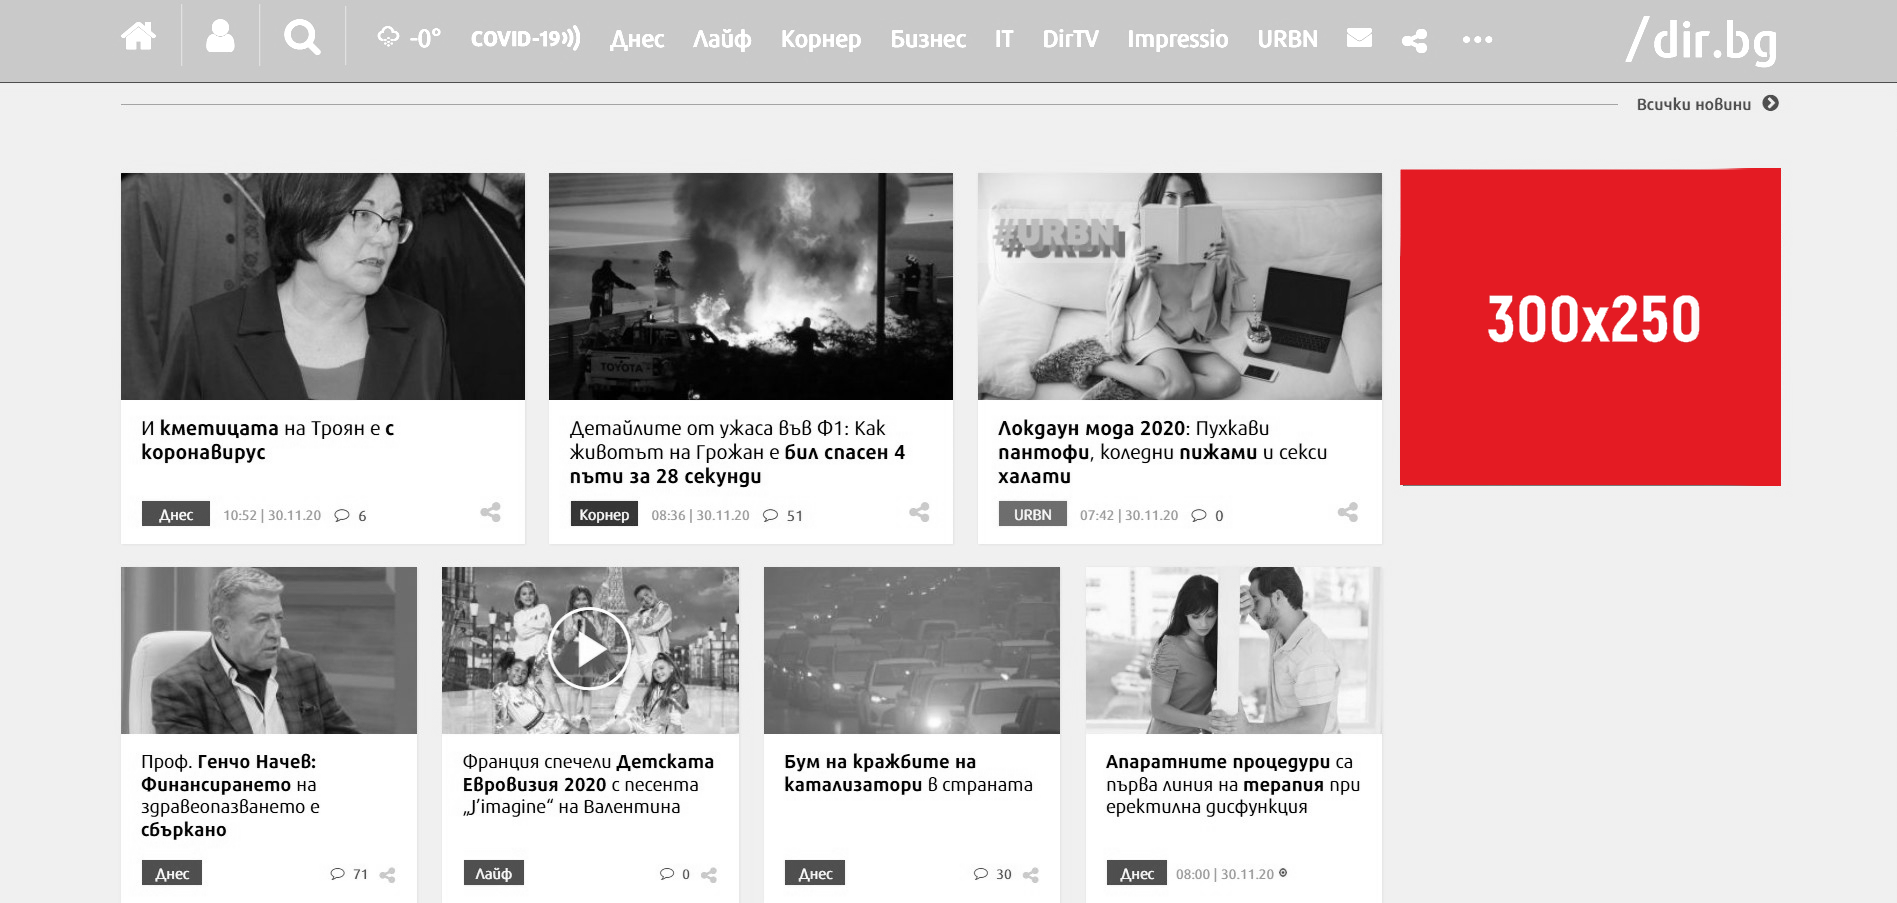 -0° COVID-19 Днес Лайф Корнер Бизнес IT DirTV Impressio URBN /dir.bg
Всички новини
#URBN
TOYOTA
300x250
И кметицата на Троян е с
коронавирус
Днес 10:52 | 30.11.20 6
Детайлите от ужаса във Ф1: Как
животът на Грожан е бил спасен 4
пъти за 28 секунди
Корнер 08:36 | 30.11.20 51
Локдаун мода 2020: Пухкави
пантофи, коледни пижами и секси
халати
URBN 07:42 | 30.11.20 0
Проф. Генчо Начев:
Финансирането на
здравеопазването е
сбъркано
Днес 71
Франция спечели Детската
Евровизия 2020 с песента
„J’imagine“ на Валентина
Лайф 0
Бум на кражбите на
катализатори в страната
Днес 30
Апаратните процедури са
първа линия на терапия при
еректилна дисфункция
Днес 08:00 | 30.11.20